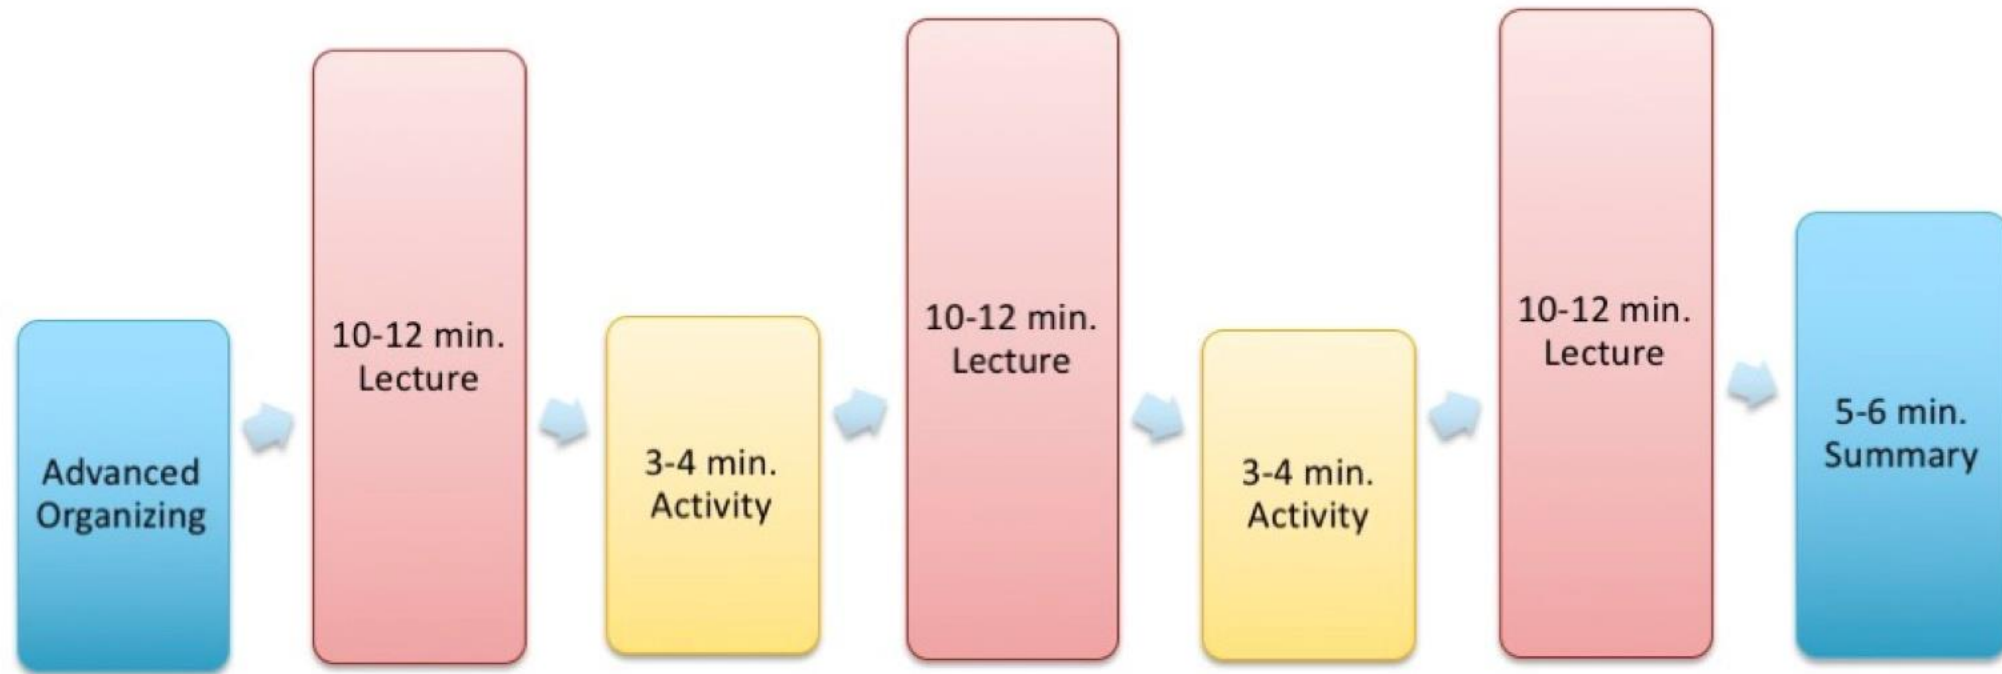 Advanced
Organizing
10-12 min.
Lecture
3-4 min.
Activity
10-12 min.
Lecture
3-4 min.
Activity
10-12 min.
Lecture
5-6 min.
Summary